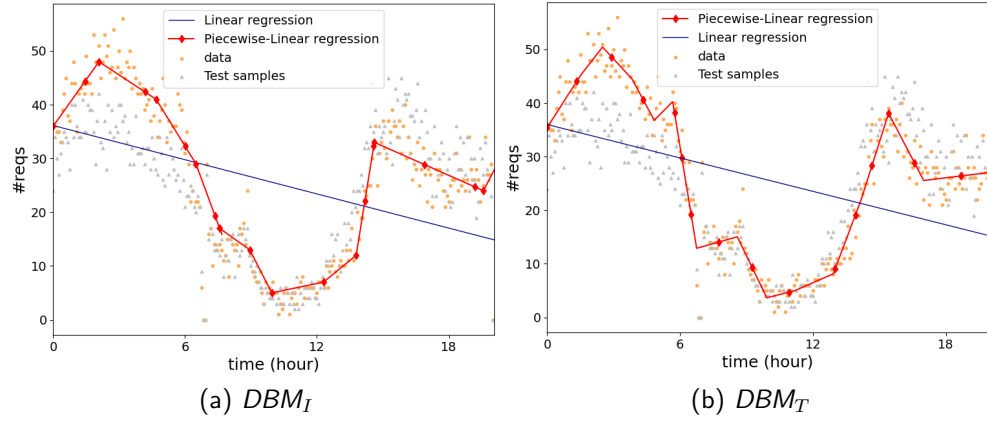 Linear regression
Piecewise-Linear regression
data
Test samples
#reqs
50
40
30
20
10
0
0 6 12 18
time (hour)
(a) DBM_I
Piecewise-Linear regression
Linear regression
data
Test samples
#reqs
50
40
30
20
10
0
0 6 12 18
time (hour)
(b) DBM_T